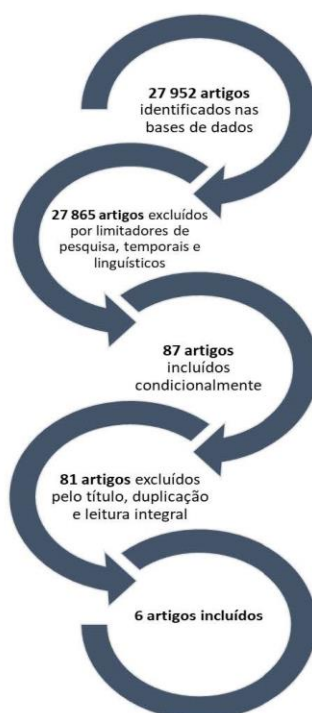 27 952 artigos
identificados nas
bases de dados
27 865 artigos excluídos
por limitadores de
pesquisa, temporais e
linguísticos
87 artigos
incluídos
condicionalmente
81 artigos excluídos
pelo título, duplicação
e leitura integral
6 artigos incluídos